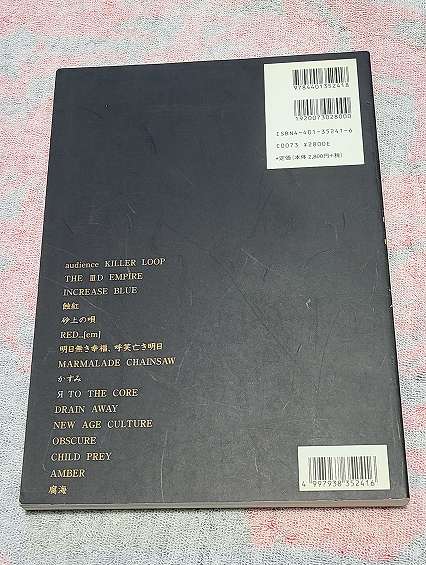 9784401352418
1920073028000
ISBN4-401-35241-6
C0073 ¥2800E
●定価(本体2,800円+税)
audience KILLER LOOP
THE ⅢD EMPIRE
INCREASE BLUE
蝕紅
砂上の唄
RED...[em]
明日無き幸福、呼笑亡き明日
MARMALADE CHAINSAW
かすみ
Я TO THE CORE
DRAIN AWAY
NEW AGE CULTURE
OBSCURE
CHILD PREY
AMBER
腐海
4997938352416